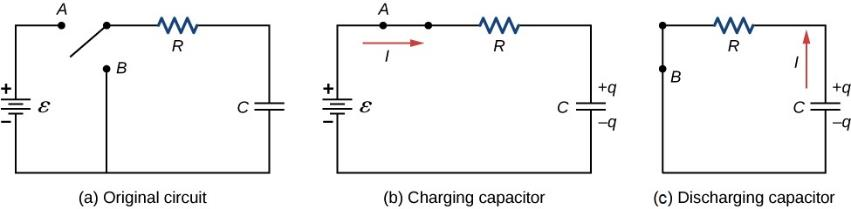 A
R
B
+
ε
−
C
(a) Original circuit
A
I
R
+
ε
−
C
+q
–q
(b) Charging capacitor
R
B
I
C
+q
–q
(c) Discharging capacitor